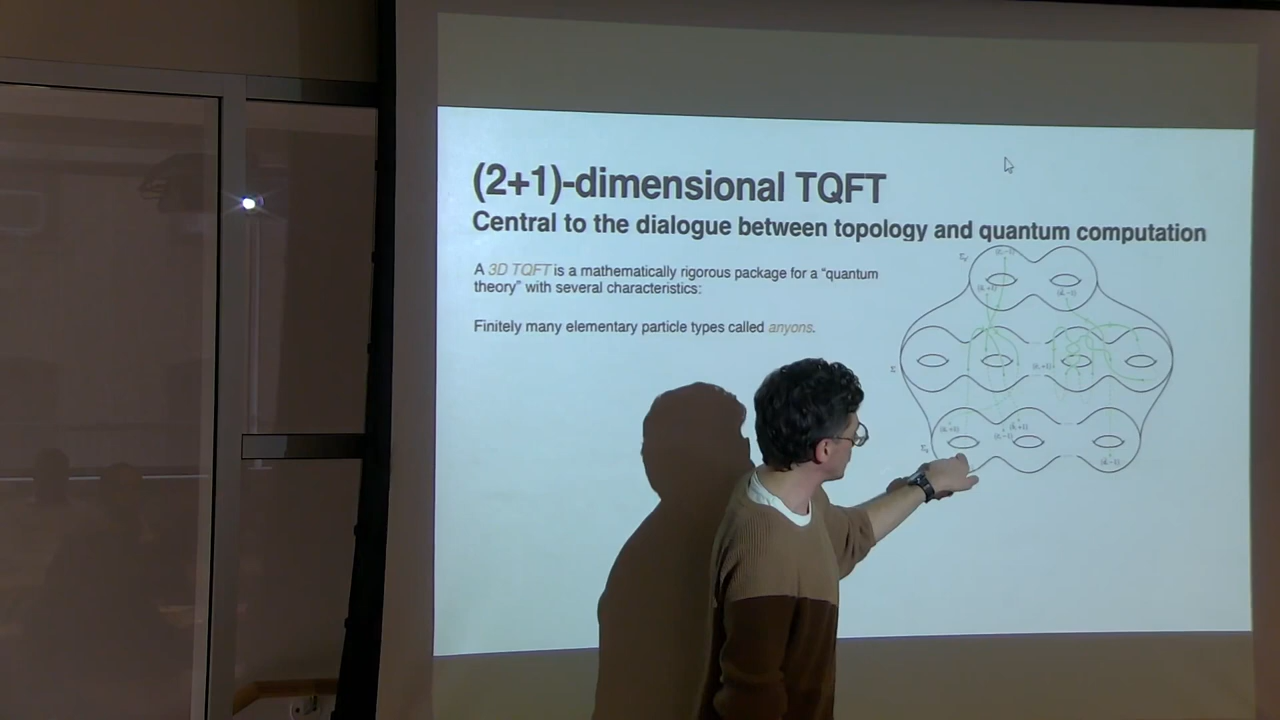 (2+1)-dimensional TQFT
Central to the dialogue between topology and quantum computation
A 3D TQFT is a mathematically rigorous package for a “quantum
theory” with several characteristics:
Finitely many elementary particle types called anyons.